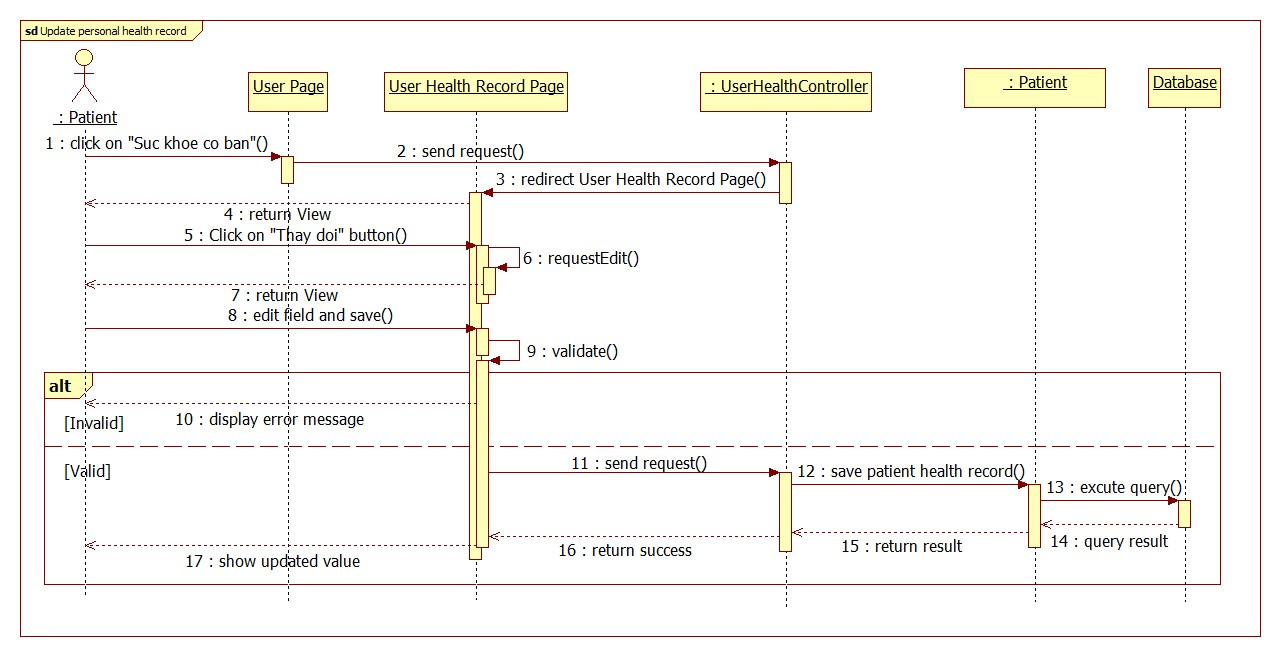 sd Update personal health record
: Patient
User Page
User Health Record Page
: UserHealthController
: Patient
Database
1 : click on "Suc khoe co ban"()
2 : send request()
3 : redirect User Health Record Page()
4 : return View
5 : Click on "Thay doi" button()
6 : requestEdit()
7 : return View
8 : edit field and save()
9 : validate()
alt
[Invalid]
10 : display error message
[Valid]
11 : send request()
12 : save patient health record()
13 : excute query()
14 : query result
15 : return result
16 : return success
17 : show updated value